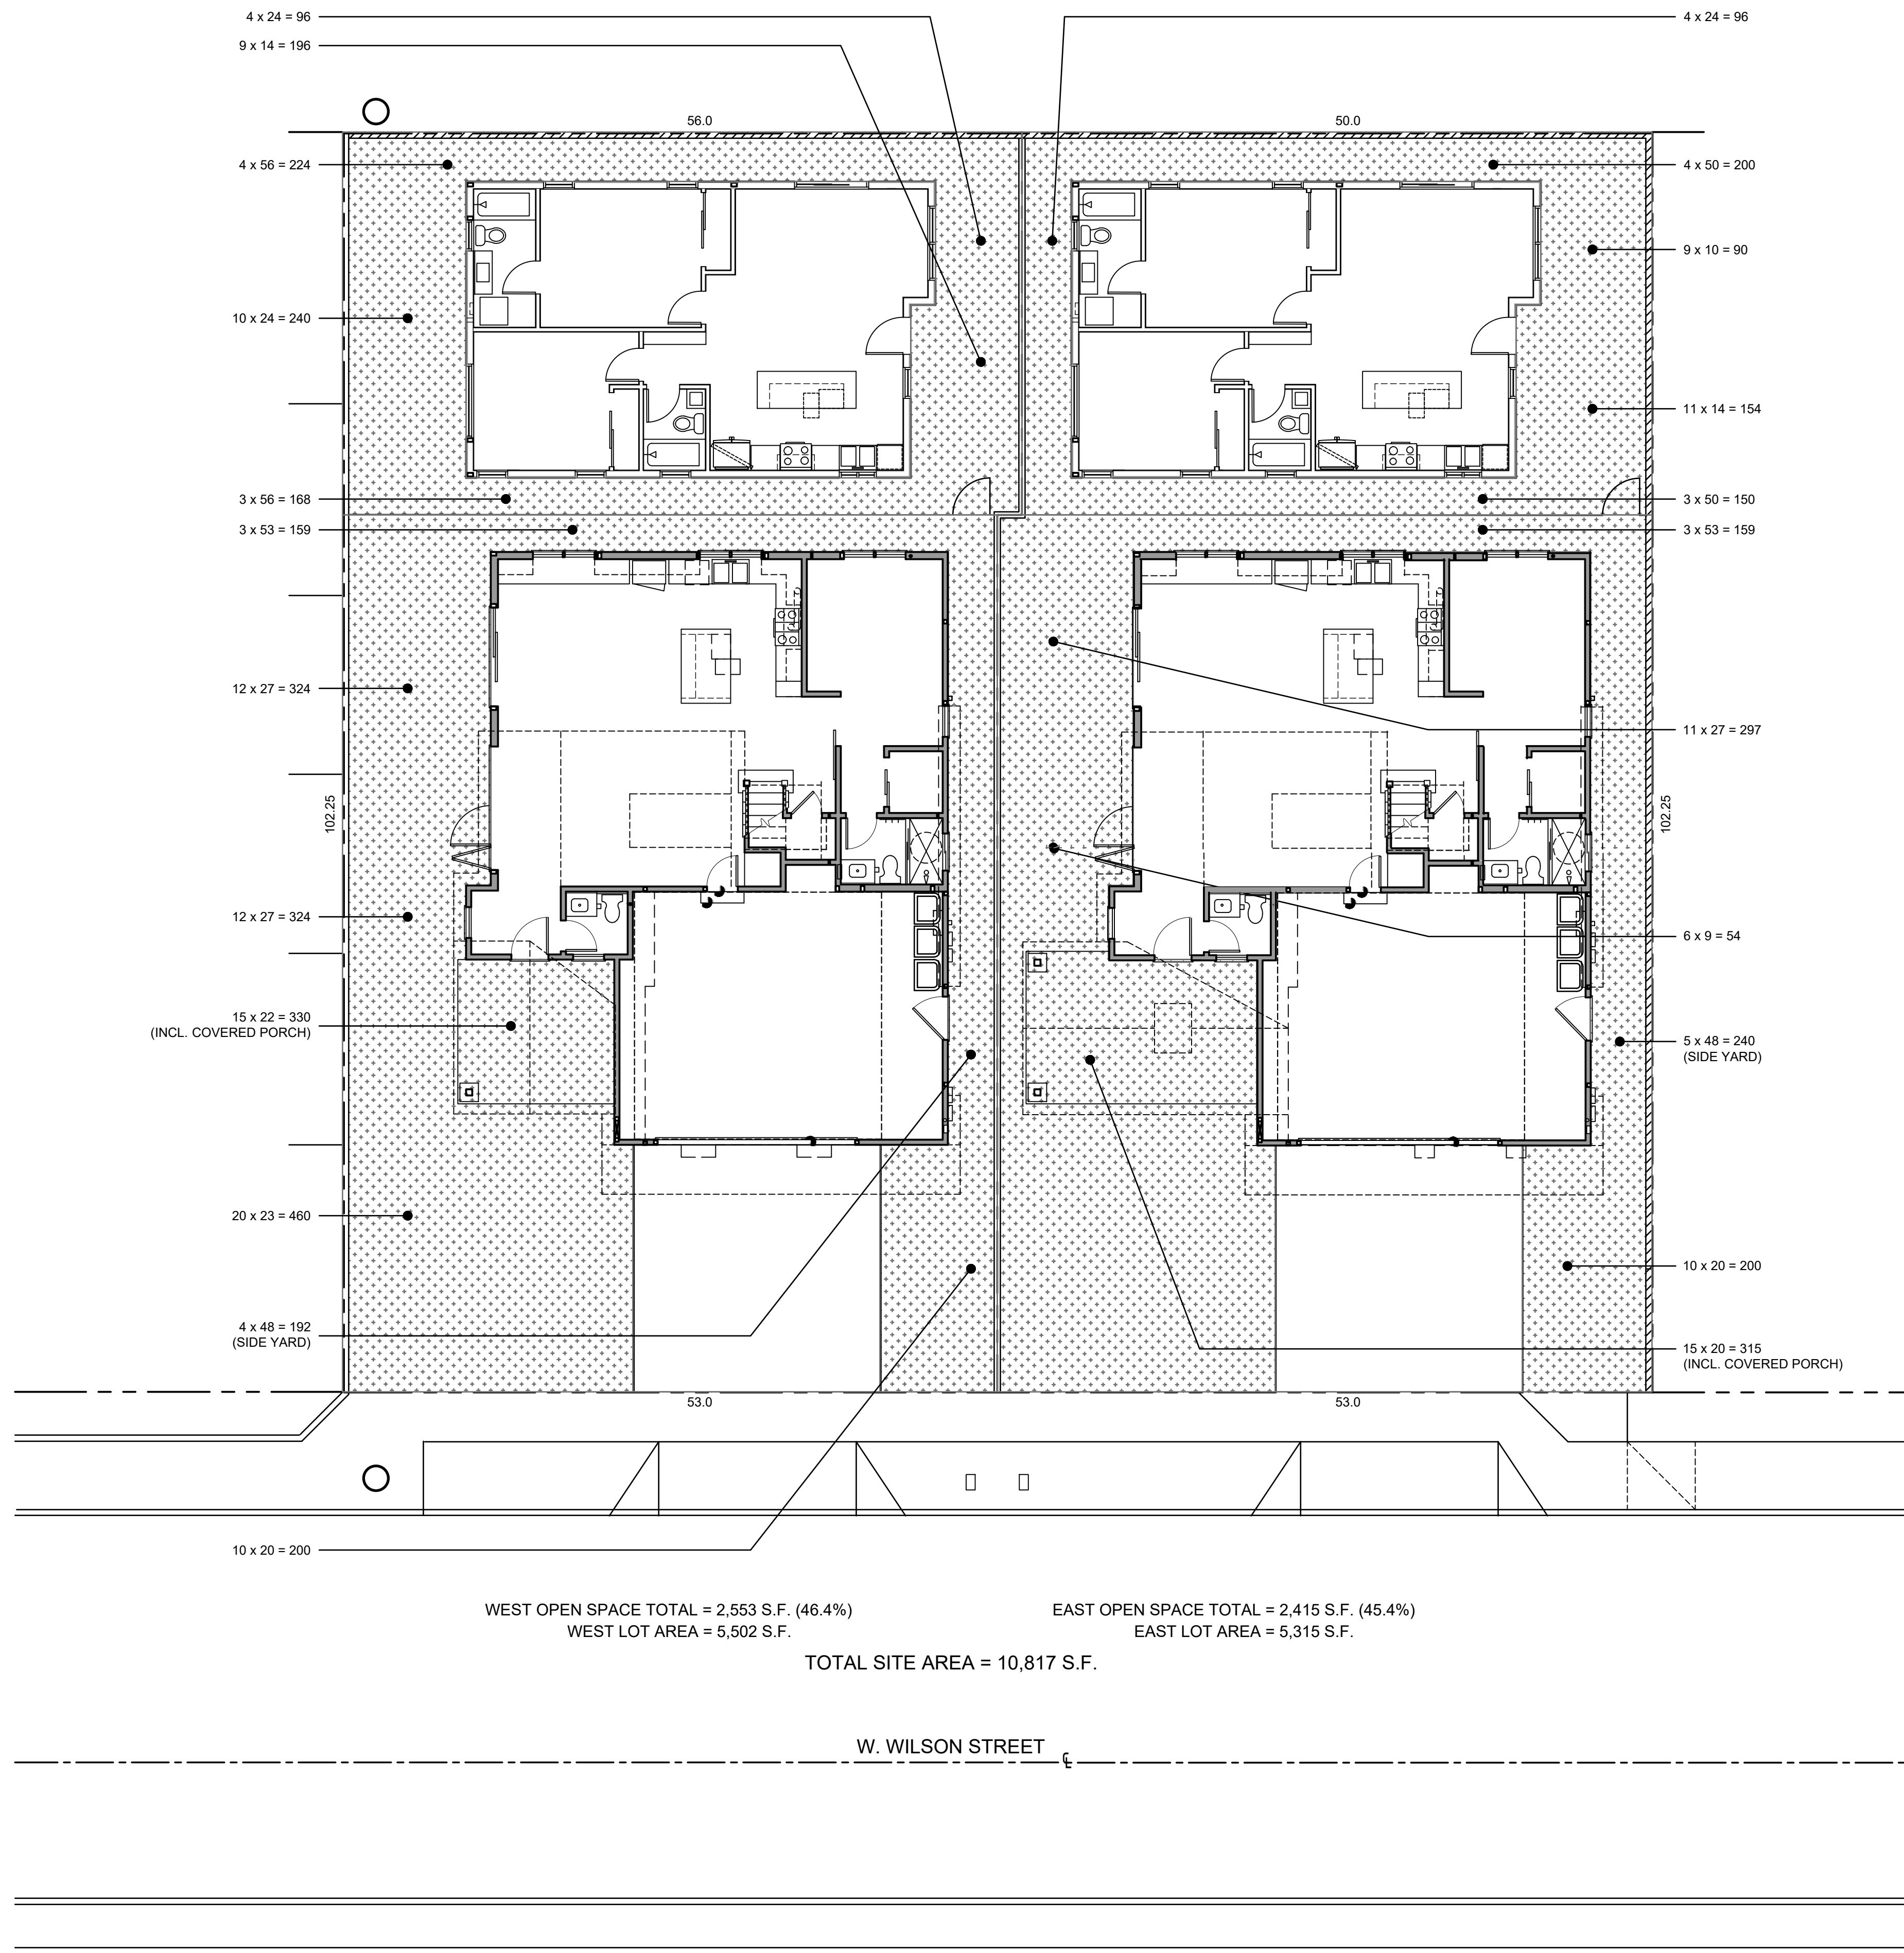 4 x 24 = 96
4 x 24 = 96
9 x 14 = 196
56.0
50.0
4 x 56 = 224
4 x 50 = 200
9 x 10 = 90
10 x 24 = 240
11 x 14 = 154
3 x 56 = 168
3 x 50 = 150
3 x 53 = 159
3 x 53 = 159
12 x 27 = 324
11 x 27 = 297
102.25
102.25
12 x 27 = 324
6 x 9 = 54
15 x 22 = 330
(INCL. COVERED PORCH)
5 x 48 = 240
(SIDE YARD)
20 x 23 = 460
10 x 20 = 200
4 x 48 = 192
(SIDE YARD)
15 x 20 = 315
(INCL. COVERED PORCH)
53.0
53.0
10 x 20 = 200
WEST OPEN SPACE TOTAL = 2,553 S.F. (46.4%)
WEST LOT AREA = 5,502 S.F.
EAST OPEN SPACE TOTAL = 2,415 S.F. (45.4%)
EAST LOT AREA = 5,315 S.F.
TOTAL SITE AREA = 10,817 S.F.
W. WILSON STREET